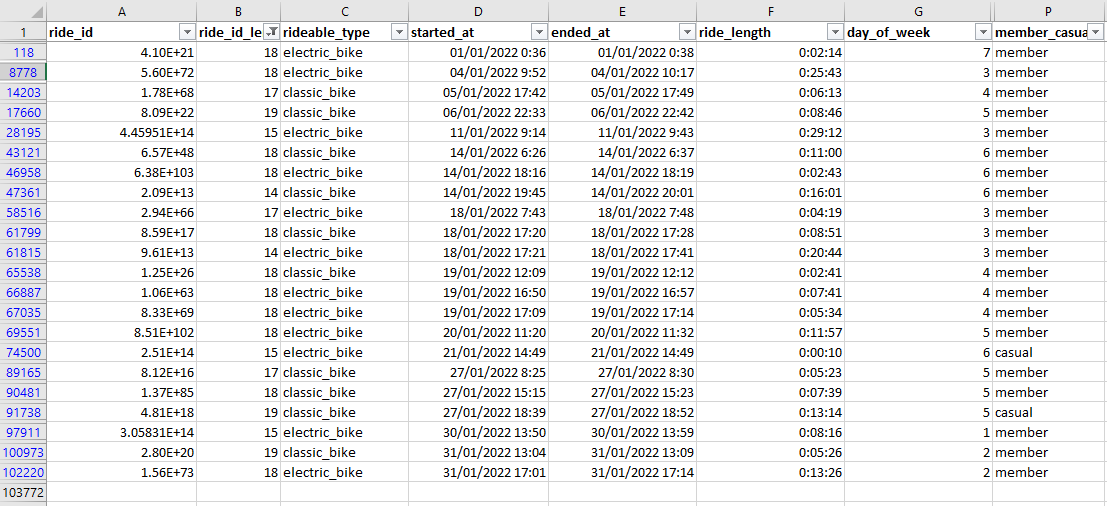 A B C D E F G P
1 ride_id ride_id_le rideable_type started_at ended_at ride_length day_of_week member_casua
118 4.10E+21 18 electric_bike 01/01/2022 0:36 01/01/2022 0:38 0:02:14 7 member
8778 5.60E+72 18 electric_bike 04/01/2022 9:52 04/01/2022 10:17 0:25:43 3 member
14203 1.78E+68 17 classic_bike 05/01/2022 17:42 05/01/2022 17:49 0:06:13 4 member
17660 8.09E+22 19 classic_bike 06/01/2022 22:33 06/01/2022 22:42 0:08:46 5 member
28195 4.45951E+14 15 electric_bike 11/01/2022 9:14 11/01/2022 9:43 0:29:12 3 member
43121 6.57E+48 18 classic_bike 14/01/2022 6:26 14/01/2022 6:37 0:11:00 6 member
46958 6.38E+103 18 electric_bike 14/01/2022 18:16 14/01/2022 18:19 0:02:43 6 member
47361 2.09E+13 14 classic_bike 14/01/2022 19:45 14/01/2022 20:01 0:16:01 6 member
58516 2.94E+66 17 electric_bike 18/01/2022 7:43 18/01/2022 7:48 0:04:19 3 member
61799 8.59E+17 18 classic_bike 18/01/2022 17:20 18/01/2022 17:28 0:08:51 3 member
61815 9.61E+13 14 electric_bike 18/01/2022 17:21 18/01/2022 17:41 0:20:44 3 member
65538 1.25E+26 18 classic_bike 19/01/2022 12:09 19/01/2022 12:12 0:02:41 4 member
66887 1.06E+63 18 electric_bike 19/01/2022 16:50 19/01/2022 16:57 0:07:41 4 member
67035 8.33E+69 18 electric_bike 19/01/2022 17:09 19/01/2022 17:14 0:05:34 4 member
69551 8.51E+102 18 electric_bike 20/01/2022 11:20 20/01/2022 11:32 0:11:57 5 member
74500 2.51E+14 15 electric_bike 21/01/2022 14:49 21/01/2022 14:49 0:00:10 6 casual
89165 8.12E+16 17 classic_bike 27/01/2022 8:25 27/01/2022 8:30 0:05:23 5 member
90481 1.37E+85 18 classic_bike 27/01/2022 15:15 27/01/2022 15:23 0:07:39 5 member
91738 4.81E+18 19 classic_bike 27/01/2022 18:39 27/01/2022 18:52 0:13:14 5 casual
97911 3.05831E+14 15 electric_bike 30/01/2022 13:50 30/01/2022 13:59 0:08:16 1 member
100973 2.80E+20 19 classic_bike 31/01/2022 13:04 31/01/2022 13:09 0:05:26 2 member
102220 1.56E+73 18 electric_bike 31/01/2022 17:01 31/01/2022 17:14 0:13:26 2 member
103772